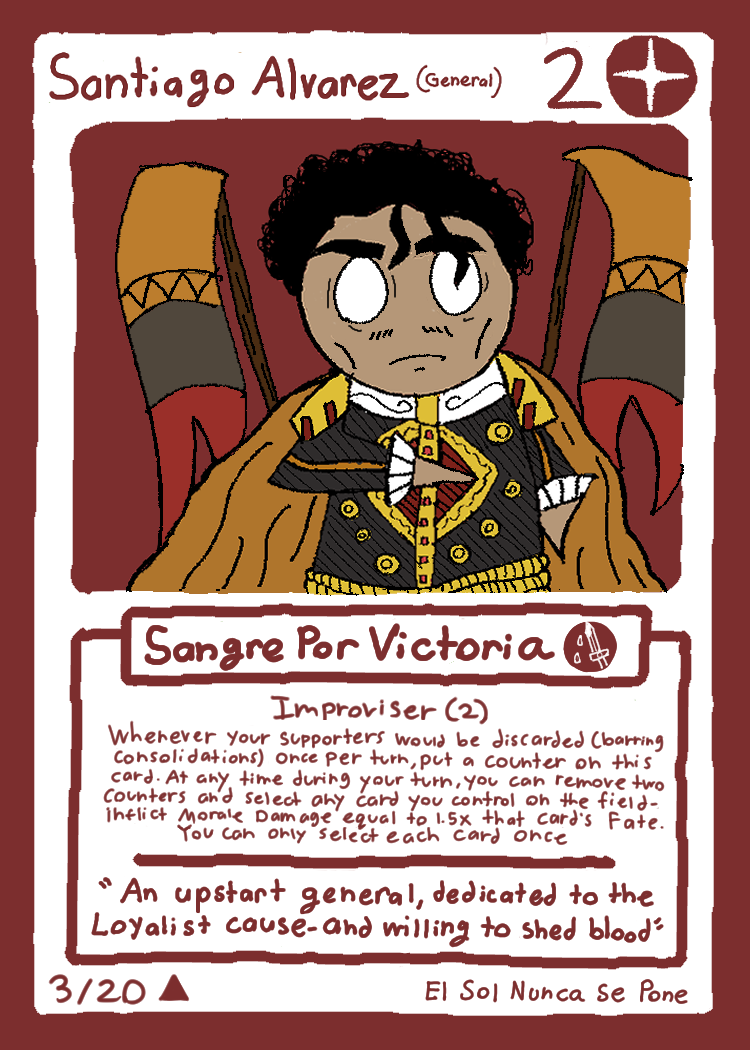 Santiago Alvarez (General) 2
Sangre Por Victoria
Improviser (2)
Whenever your supporters would be discarded (barring
consolidations) once per turn, put a counter on this
card. At any time during your turn, you can remove two
counters and select any card you control on the field-
inflict Morale Damage equal to 1.5x that card's Fate.
You can only select each card once
"An upstart general, dedicated to the
Loyalist cause-and willing to shed blood"
3/20 El Sol Nunca Se Pone